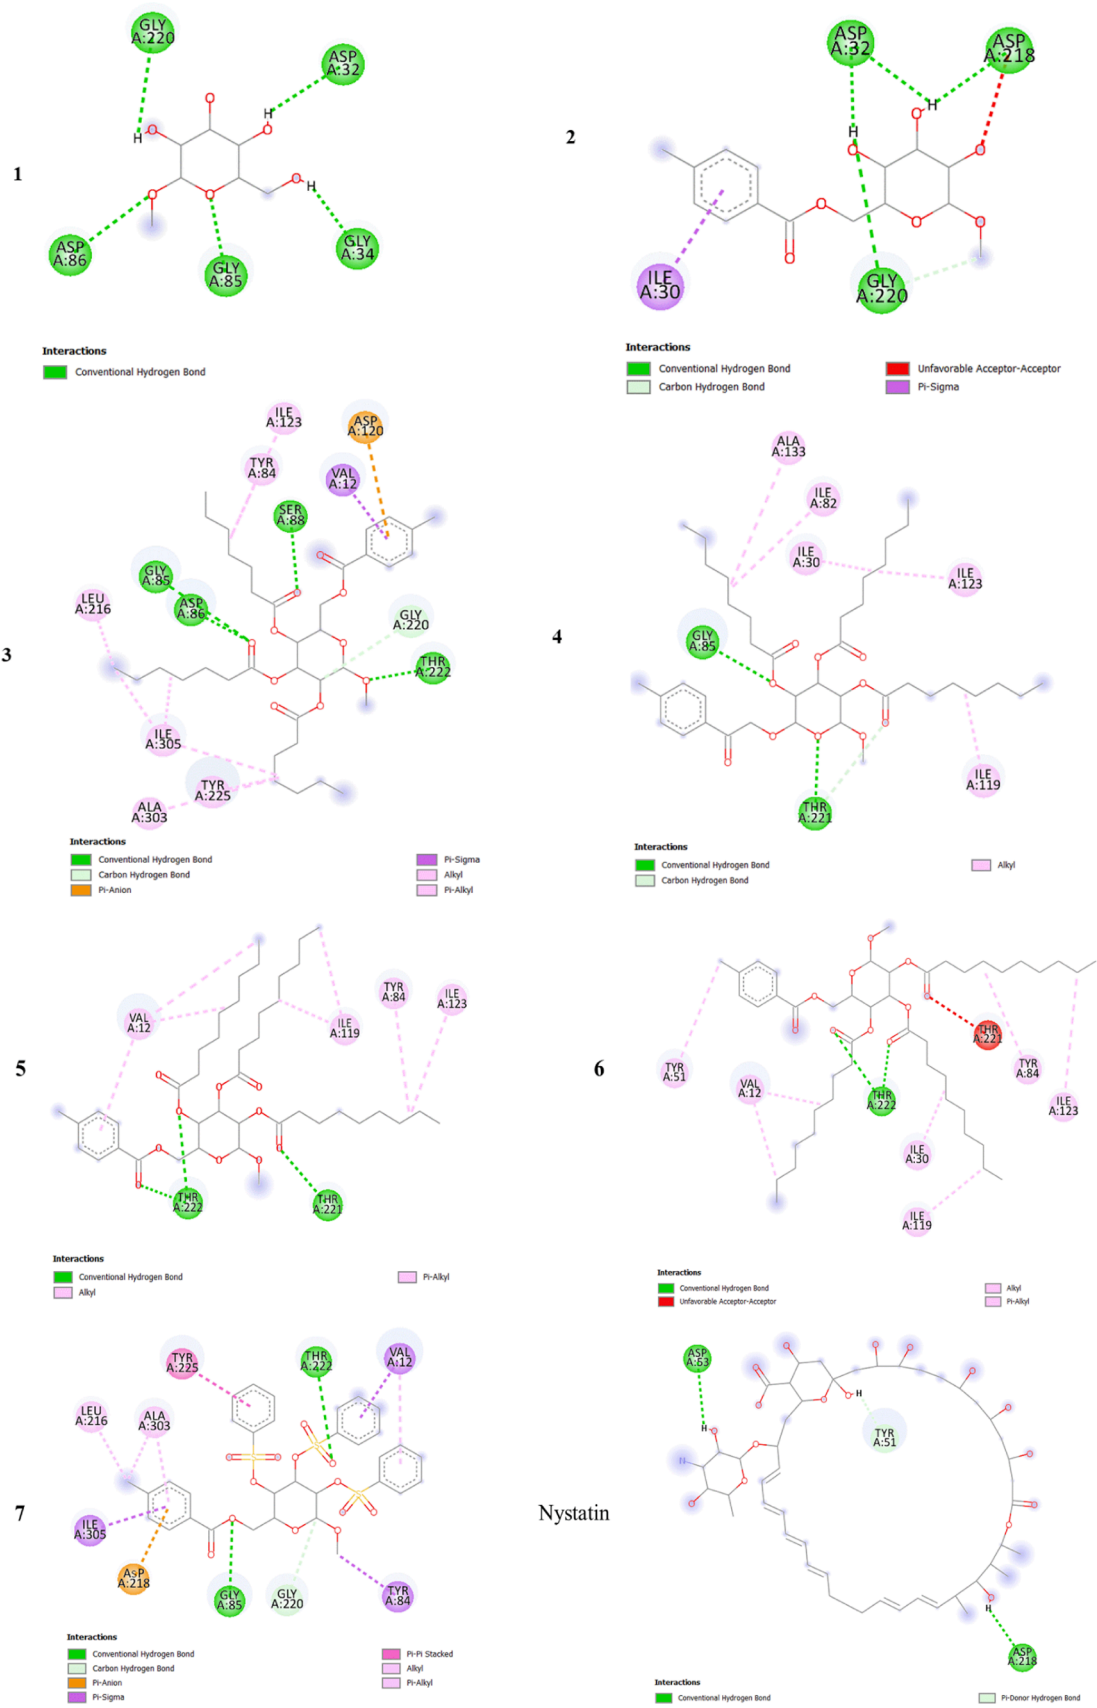 1
GLY
A:220
ASP
A:32
O
H
O
O
H
O
O
O
H
ASP
A:86
GLY
A:85
GLY
A:34
Interactions
Conventional Hydrogen Bond
2
ASP
A:32
ASP
A:218
H
O
H
O
O
O
O
O
O
ILE
A:30
GLY
A:220
Interactions
Conventional Hydrogen Bond
Carbon Hydrogen Bond
Unfavorable Acceptor-Acceptor
Pi-Sigma
3
ILE
A:123
ASP
A:120
TYR
A:84
VAL
A:12
SER
A:88
GLY
A:85
ASP
A:86
LEU
A:216
GLY
A:220
THR
A:222
ILE
A:305
TYR
A:225
ALA
A:303
Interactions
Conventional Hydrogen Bond
Carbon Hydrogen Bond
Pi-Anion
Pi-Sigma
Alkyl
Pi-Alkyl
4
ALA
A:133
ILE
A:82
ILE
A:30
ILE
A:123
GLY
A:85
ILE
A:119
THR
A:221
Interactions
Conventional Hydrogen Bond
Carbon Hydrogen Bond
Alkyl
5
VAL
A:12
ILE
A:119
TYR
A:84
ILE
A:123
THR
A:222
THR
A:221
Interactions
Conventional Hydrogen Bond
Alkyl
Pi-Alkyl
6
TYR
A:51
VAL
A:12
THR
A:222
THR
A:221
TYR
A:84
ILE
A:123
ILE
A:30
ILE
A:119
Interactions
Conventional Hydrogen Bond
Unfavorable Acceptor-Acceptor
Alkyl
Pi-Alkyl
7
TYR
A:225
THR
A:222
VAL
A:12
LEU
A:216
ALA
A:303
ILE
A:305
ASP
A:218
GLY
A:85
GLY
A:220
TYR
A:84
Interactions
Conventional Hydrogen Bond
Carbon Hydrogen Bond
Pi-Anion
Pi-Sigma
Pi-Pi Stacked
Alkyl
Pi-Alkyl
Nystatin
ASP
A:53
TYR
A:51
ASP
A:218
Interactions
Conventional Hydrogen Bond
Pi-Donor Hydrogen Bond